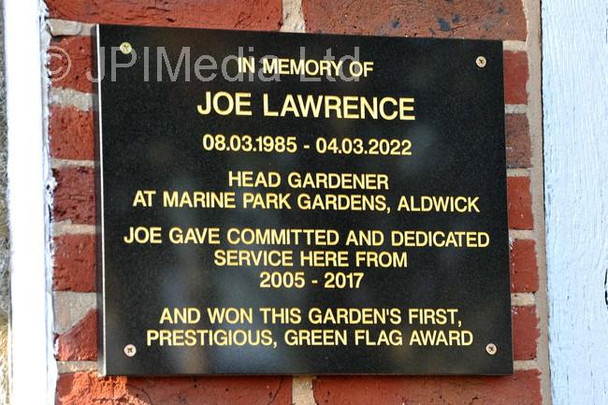 © JPIMedia Ltd
IN MEMORY OF
JOE LAWRENCE
08.03.1985 - 04.03.2022
HEAD GARDENER
AT MARINE PARK GARDENS, ALDWICK
JOE GAVE COMMITTED AND DEDICATED
SERVICE HERE FROM
2005 - 2017
AND WON THIS GARDEN'S FIRST,
PRESTIGIOUS, GREEN FLAG AWARD